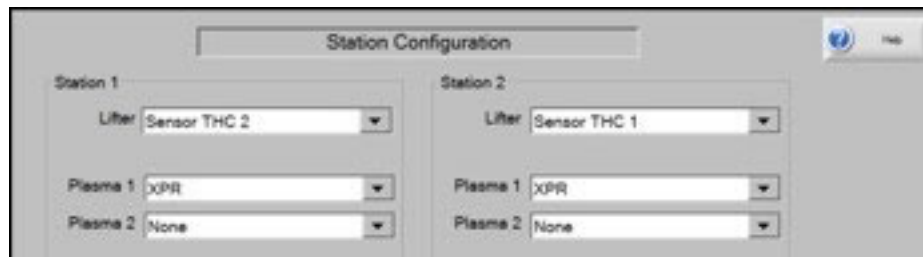 Station Configuration
Help
Station 1
Lifter Sensor THC 2
Plasma 1 XPR
Plasma 2 None
Station 2
Lifter Sensor THC 1
Plasma 1 XPR
Plasma 2 None